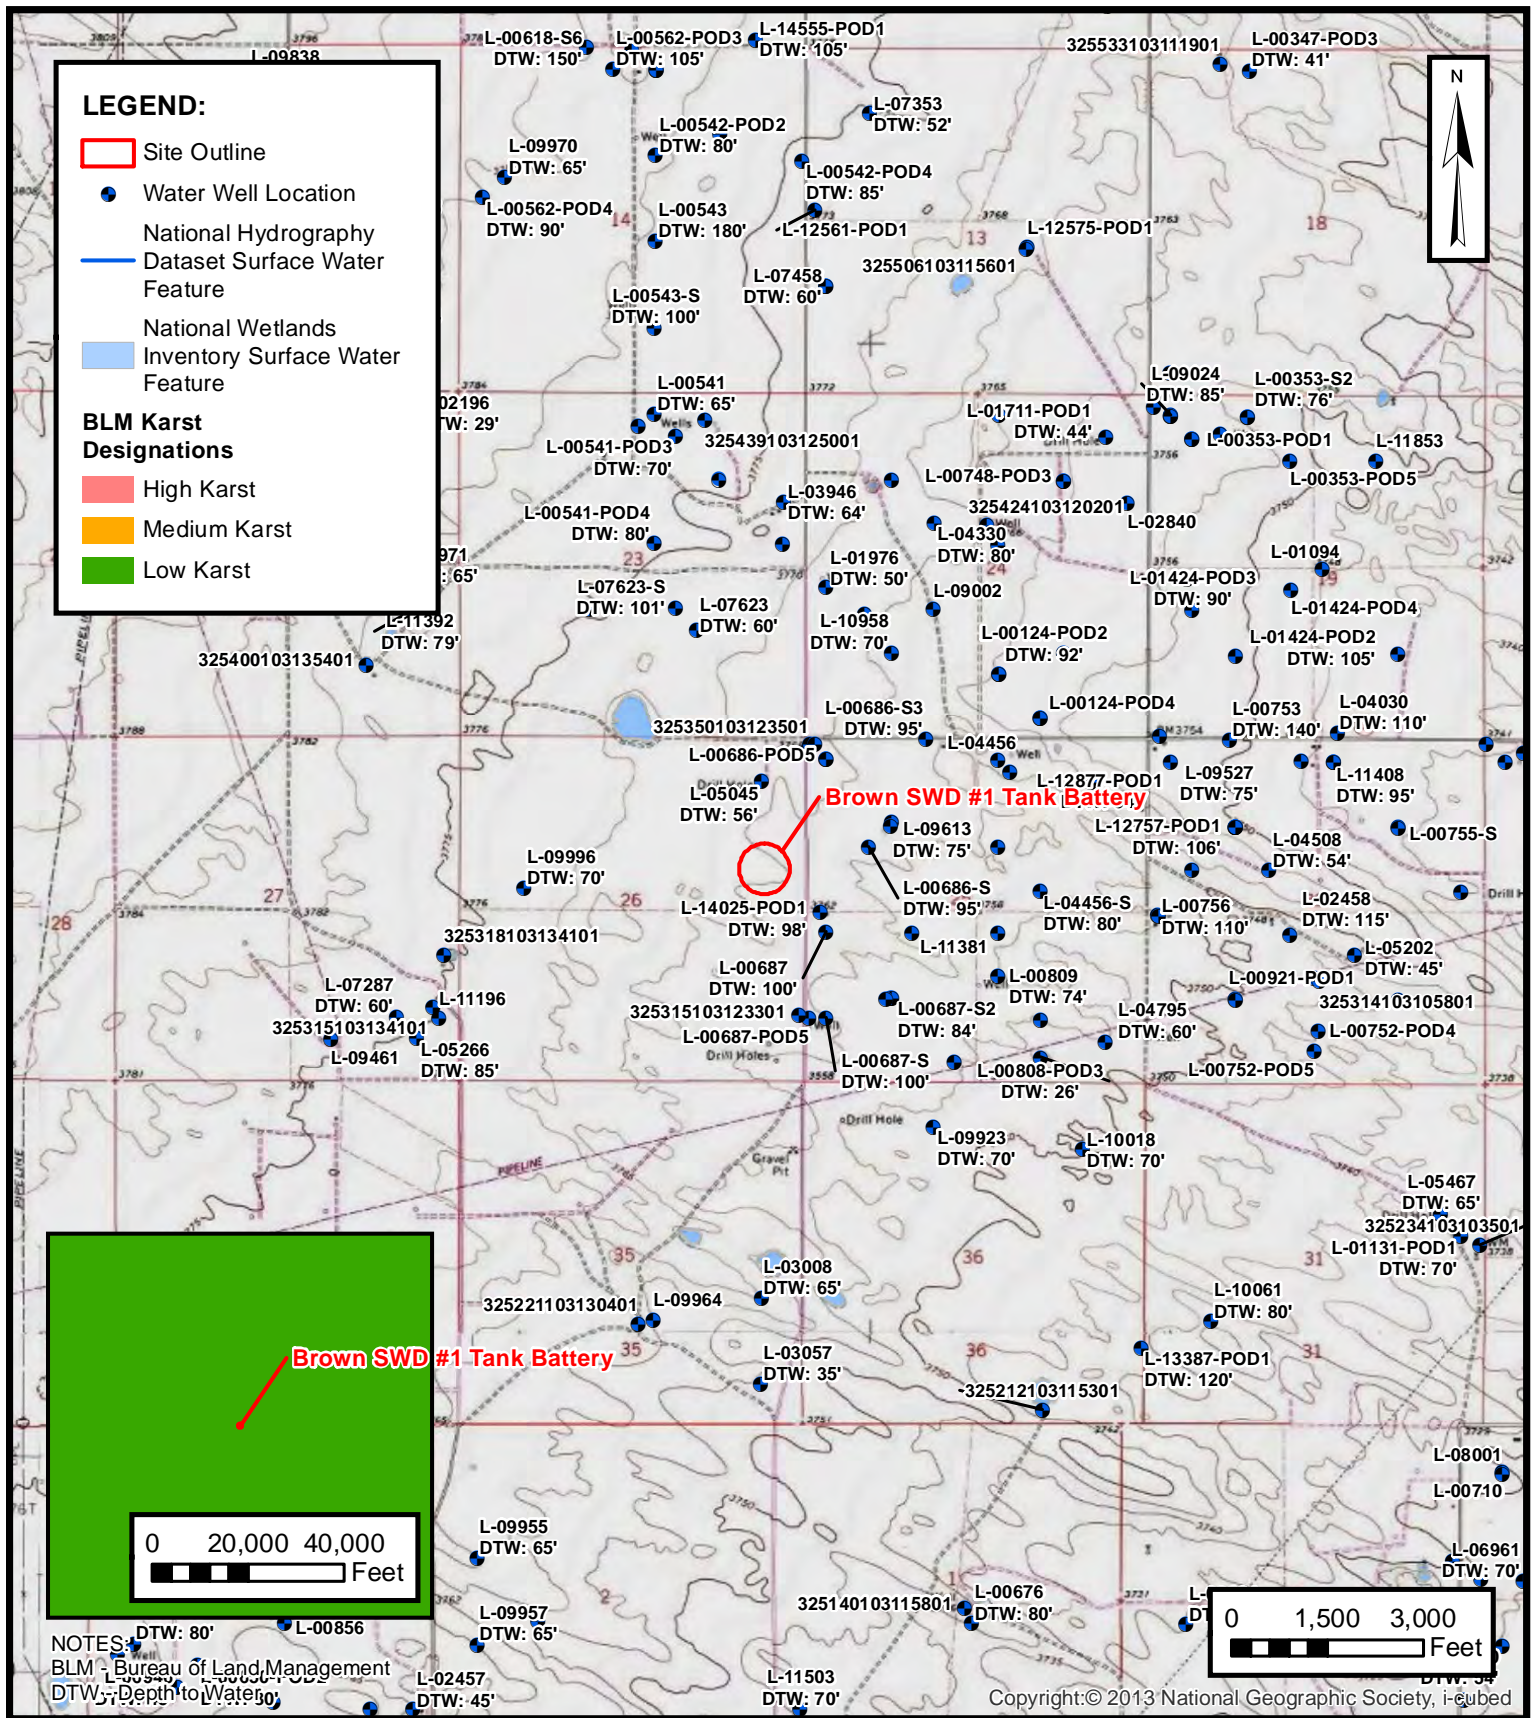 LEGEND:
Site Outline
Water Well Location
National Hydrography
Dataset Surface Water
Feature
National Wetlands
Inventory Surface Water
Feature
BLM Karst
Designations
High Karst
Medium Karst
Low Karst
N
L-09838
L-00618-S6
DTW: 150'
L-00562-POD3
DTW: 105'
L-14555-POD1
DTW: 105'
325533103111901
L-00347-POD3
DTW: 41'
L-07353
DTW: 52'
L-00542-POD2
DTW: 80'
L-09970
DTW: 65'
L-00542-POD4
DTW: 85'
L-00562-POD4
DTW: 90'
L-00543
DTW: 180'
L-12561-POD1
L-12575-POD1
325506103115601
L-07458
DTW: 60'
L-00543-S
DTW: 100'
L-09024
DTW: 85'
L-00353-S2
DTW: 76'
02196
TW: 29'
L-00541
DTW: 65'
L-01711-POD1
DTW: 44'
L-00541-POD3
DTW: 70'
325439103125001
L-00353-POD1
L-11853
L-00353-POD5
L-00748-POD3
L-03946
DTW: 64'
L-00541-POD4
DTW: 80'
325424103120201
L-02840
L-04330
DTW: 80'
971
: 65'
L-01976
DTW: 50'
L-01094
L-01424-POD3
DTW: 90'
L-07623-S
DTW: 101'
L-07623
DTW: 60'
L-09002
L-01424-POD4
L-11392
DTW: 79'
L-10958
DTW: 70'
L-00124-POD2
DTW: 92'
L-01424-POD2
DTW: 105'
325400103135401
L-00686-S3
DTW: 95'
L-00124-POD4
L-00753
DTW: 140'
L-04030
DTW: 110'
325350103123501
L-00686-POD5
L-04456
L-12877-POD1
L-09527
DTW: 75'
L-11408
DTW: 95'
L-05045
DTW: 56'
Brown SWD #1 Tank Battery
L-09613
DTW: 75'
L-12757-POD1
DTW: 106'
L-00755-S
L-04508
DTW: 54'
L-09996
DTW: 70'
L-00686-S
DTW: 95'
L-04456-S
DTW: 80'
L-00756
DTW: 110'
L-02458
DTW: 115'
L-14025-POD1
DTW: 98'
325318103134101
L-11381
L-05202
DTW: 45'
L-00687
DTW: 100'
L-00809
DTW: 74'
L-00921-POD1
L-07287
DTW: 60'
L-11196
325314103105801
325315103123301
L-00687-S2
DTW: 84'
L-04795
DTW: 60'
325315103134101
L-00687-POD5
L-00752-POD4
L-09461
L-05266
DTW: 85'
L-00687-S
DTW: 100'
L-00808-POD3
DTW: 26'
L-00752-POD5
Drill Holes
Drill Hole
L-09923
DTW: 70'
L-10018
DTW: 70'
Gravel
Pit
PIPELINE
L-05467
DTW: 65'
325234103103501
L-01131-POD1
DTW: 70'
L-03008
DTW: 65'
L-10061
DTW: 80'
325221103130401
L-09964
L-03057
DTW: 35'
L-13387-POD1
DTW: 120'
325212103115301
Brown SWD #1 Tank Battery
L-08001
L-00710
0 20,000 40,000
Feet
L-09955
DTW: 65'
L-06961
DTW: 70'
L-09957
DTW: 65'
325140103115801
L-00676
DTW: 80'
0 1,500 3,000
Feet
DTW: 80'
L-00856
L-02457
DTW: 45'
L-11503
DTW: 70'
NOTES:
BLM - Bureau of Land Management
DTW - Depth to Water
Copyright:© 2013 National Geographic Society, i-cubed